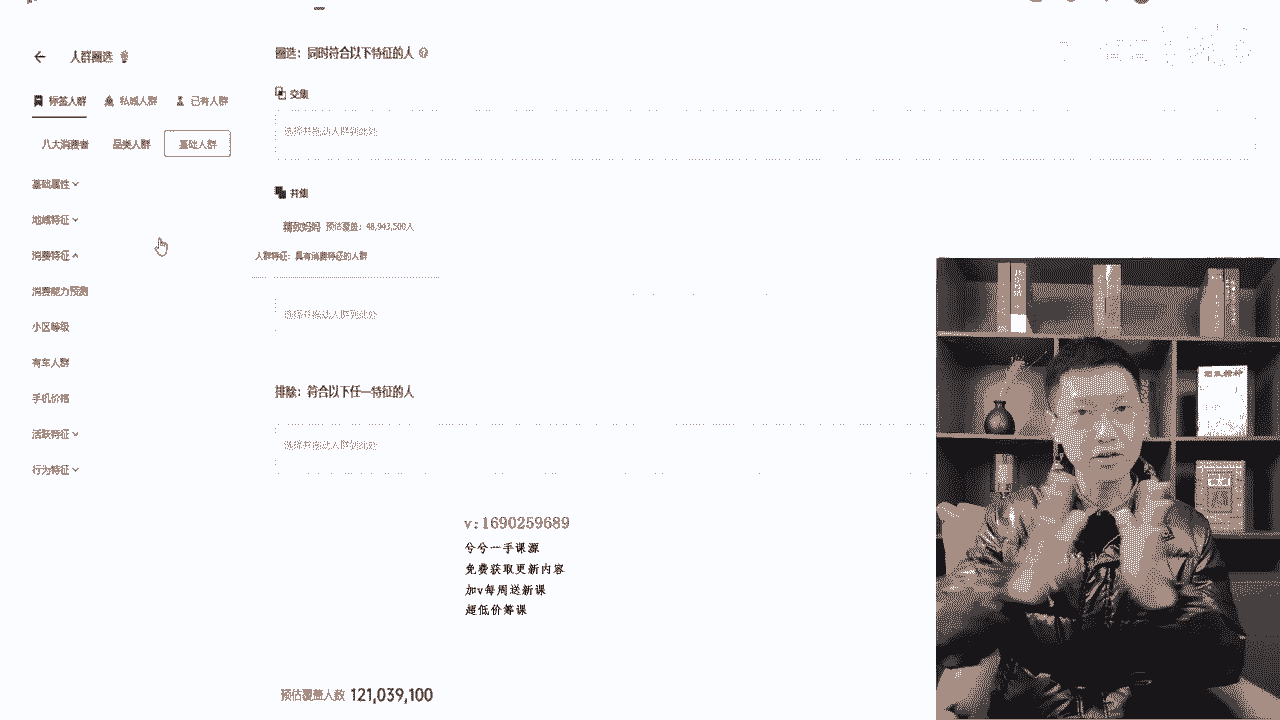 人群圈选
圈选：同时符合以下特征的人
标签人群 私域人群 已有人群
交集
选择并拖动人群到此处
八大消费者 品类人群 基础人群
基础属性
并集
地域特征
精致妈妈 预估覆盖：48,943,500人
消费特征
人群特征：具有消费特征的人群
消费能力预测
选择并拖动人群到此处
小区等级
有车人群
手机价格
排除：符合以下任一特征的人
活跃特征
选择并拖动人群到此处
行为特征
v:1690259689
兮兮一手课源
免费获取更新内容
加v每周送新课
超低价筹课
预估覆盖人数 121,039,100